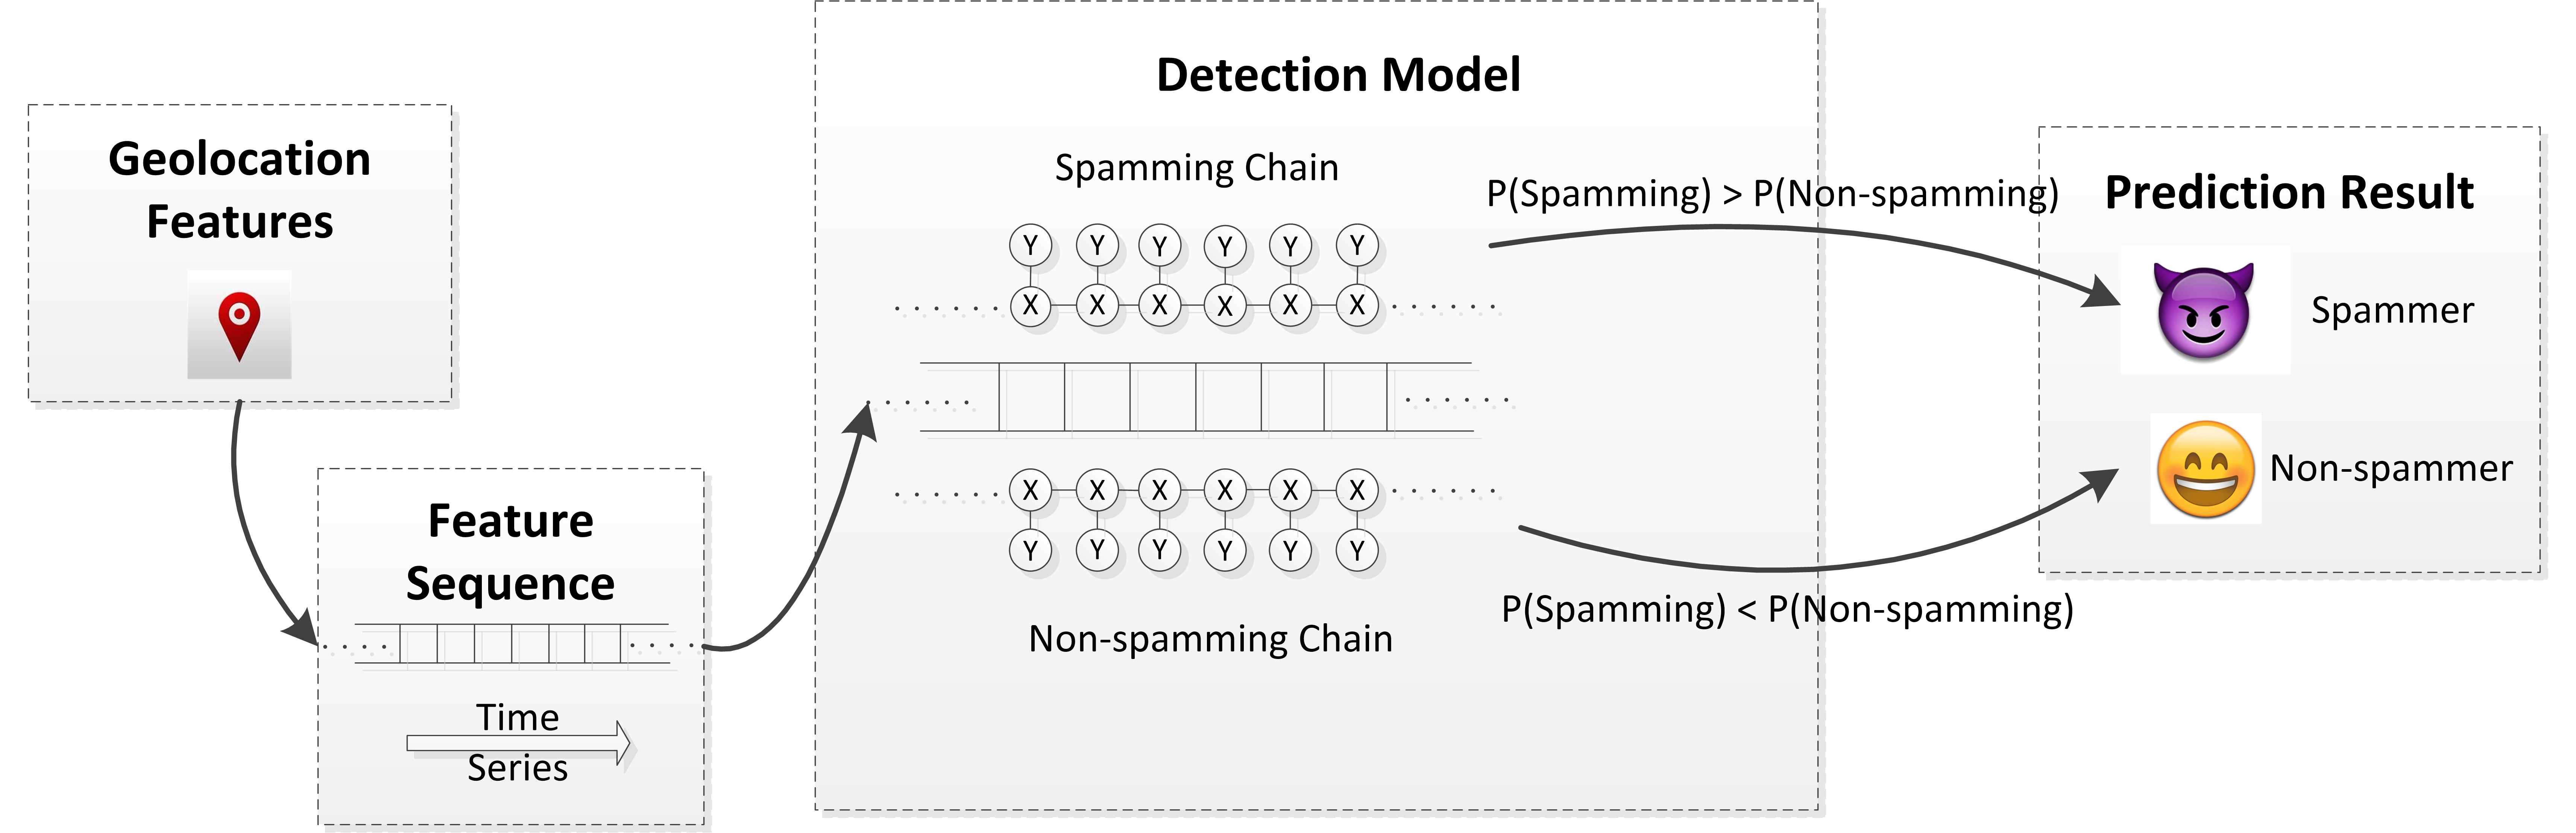 Geolocation
Features
Feature
Sequence
Time
Series
Detection Model
Spamming Chain
Y Y Y Y Y Y
X X X X X X
X X X X X X
Y Y Y Y Y Y
Non-spamming Chain
P(Spamming) > P(Non-spamming)
P(Spamming) < P(Non-spamming)
Prediction Result
Spammer
Non-spammer